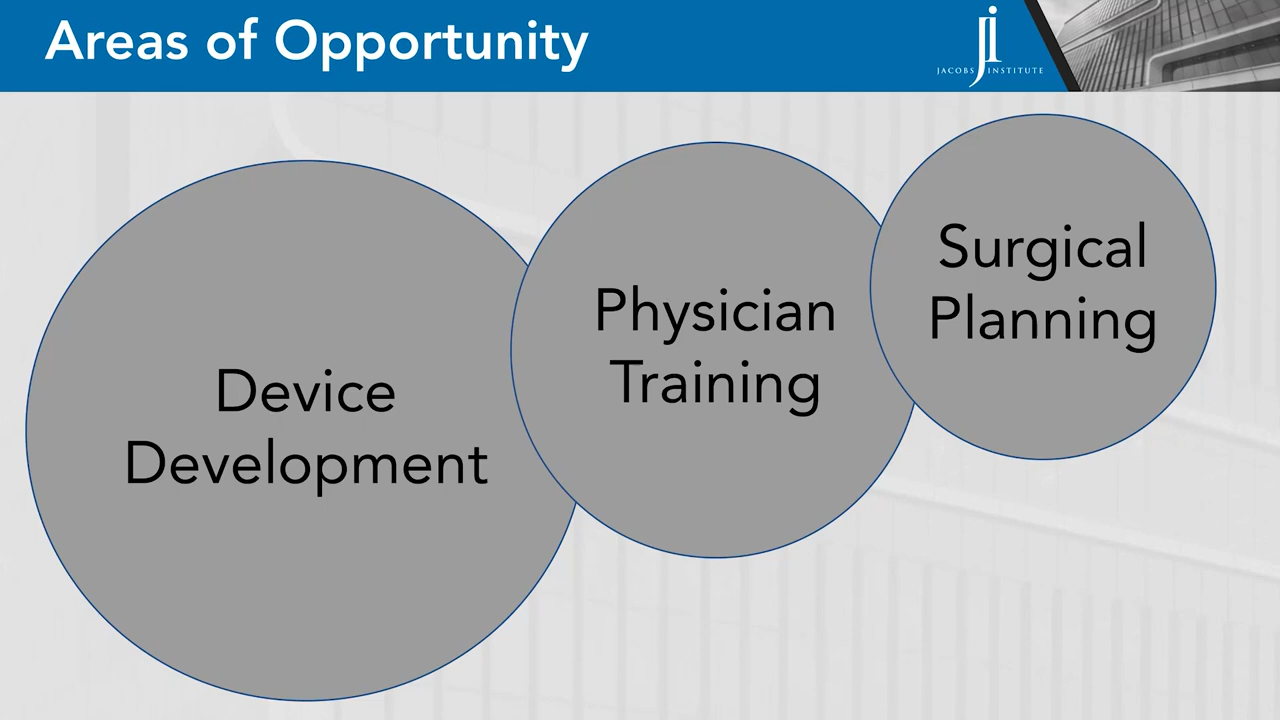 Areas of Opportunity
JACOBS INSTITUTE
Device
Development
Physician
Training
Surgical
Planning